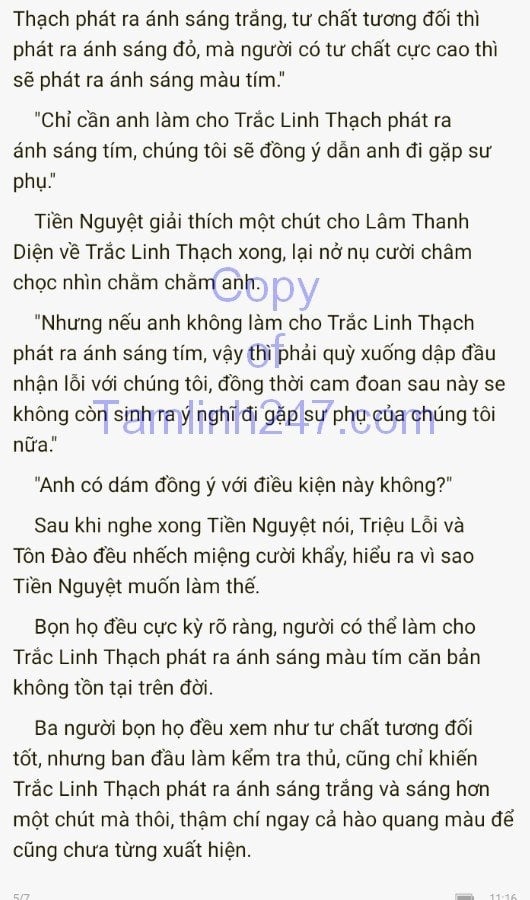 Thạch phát ra ánh sáng trắng, tư chất tương đối thì
phát ra ánh sáng đỏ, mà người có tư chất cực cao thì
sẽ phát ra ánh sáng màu tím."
"Chỉ cần anh làm cho Trắc Linh Thạch phát ra
ánh sáng tím, chúng tôi sẽ đồng ý dẫn anh đi gặp sư
phụ."
Tiền Nguyệt giải thích một chút cho Lâm Thanh
Diện về Trắc Linh Thạch xong, lại nở nụ cười châm
chọc nhìn chằm chằm anh.
"Nhưng nếu anh không làm cho Trắc Linh Thạch
phát ra ánh sáng tím, vậy thì phải quỳ xuống dập đầu
nhận lỗi với chúng tôi, đồng thời cam đoan sau này se
không còn sinh ra ý nghĩ đi gặp sư phụ của chúng tôi
nữa."
"Anh có dám đồng ý với điều kiện này không?"
Sau khi nghe xong Tiền Nguyệt nói, Triệu Lỗi và
Tôn Đào đều nhếch miệng cười khẩy, hiểu ra vì sao
Tiền Nguyệt muốn làm thế.
Bọn họ đều cực kỳ rõ ràng, người có thể làm cho
Trắc Linh Thạch phát ra ánh sáng màu tím căn bản
không tồn tại trên đời.
Ba người bọn họ đều xem như tư chất tương đối
tốt, nhưng ban đầu làm kểm tra thủ, cũng chỉ khiến
Trắc Linh Thạch phát ra ánh sáng trắng và sáng hơn
một chút mà thôi, thậm chí ngay cả hào quang màu để
cũng chưa từng xuất hiện.
Copy
of
Tamlinh247.com
5/7
11:16